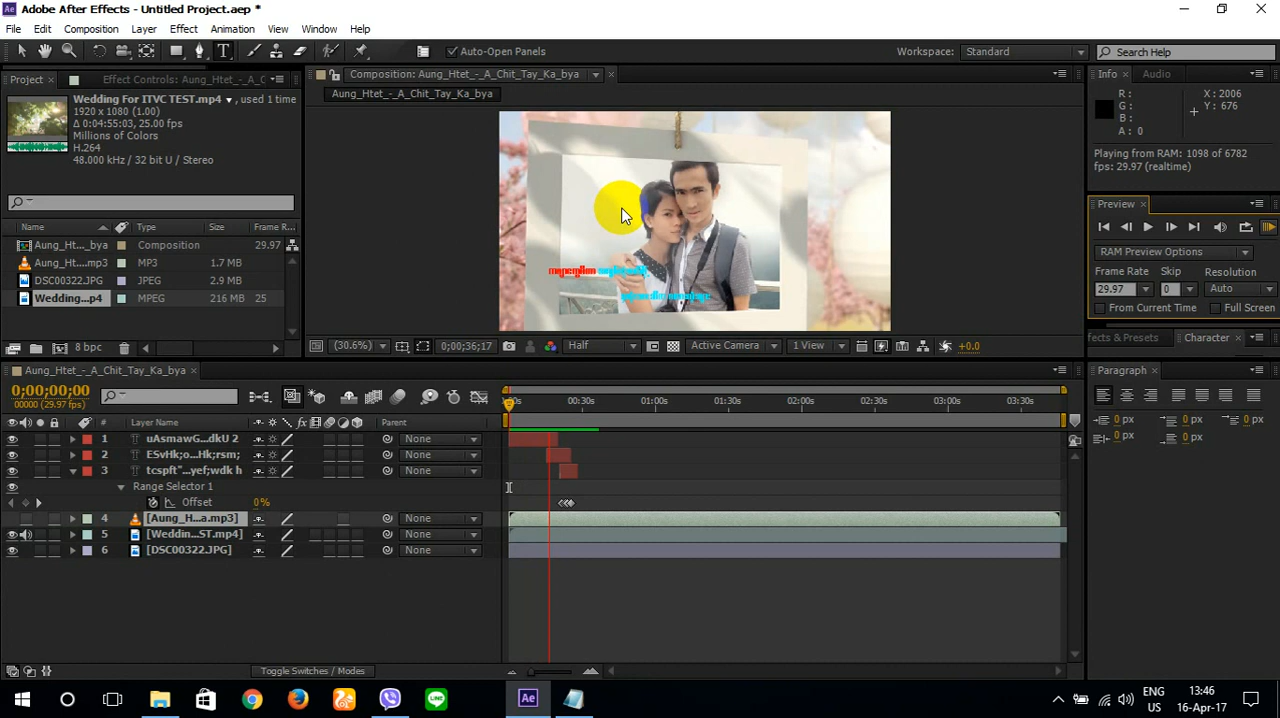 Adobe After Effects - Untitled Project.aep *
File Edit Composition Layer Effect Animation View Window Help
Auto-Open Panels
Workspace: Standard
Search Help
Project
Effect Controls: Aung_Htet_-_A_C
Composition: Aung_Htet_-_A_Chit_Tay_Ka_bya
Info
Audio
Wedding For ITVC TEST.mp4, used 1 time
1920 x 1080 (1.00)
Δ 0:04:55:03, 25.00 fps
Millions of Colors
H.264
48.000 kHz / 32 bit U / Stereo
Aung_Htet_-_A_Chit_Tay_Ka_bya
R :
G :
B :
A : 0
X : 2006
Y : 676
Playing from RAM: 1098 of 6782
fps: 29.97 (realtime)
Preview
RAM Preview Options
Frame Rate Skip Resolution
29.97 0 Auto
From Current Time Full Screen
Name Type Size Frame R...
Aung_Ht..._bya Composition 29.97
Aung_Ht....mp3 MP3 1.7 MB
DSC00322.JPG JPEG 2.9 MB
Wedding...p4 MPEG 216 MB 25
8 bpc
(30.6%) 0;00;36;17 Half Active Camera 1 View +0.0
ffects & Presets
Character
Paragraph
0 px 0 px 0 px
0 px 0 px
Aung_Htet_-_A_Chit_Tay_Ka_bya
0;00;00;00
00000 (29.97 fps)
:00s 00:30s 01:00s 01:30s 02:00s 02:30s 03:00s 03:30s
# Layer Name Parent
1 uAsmawG...dkU 2 None
2 ESvHk;o...Hk;rsm; None
3 tcspft"...yef;wdk h None
Range Selector 1
Offset 0%
4 [Aung_H...a.mp3] None
5 [Weddin...ST.mp4] None
6 [DSC00322.JPG] None
Toggle Switches / Modes
ENG
US
13:46
16-Apr-17